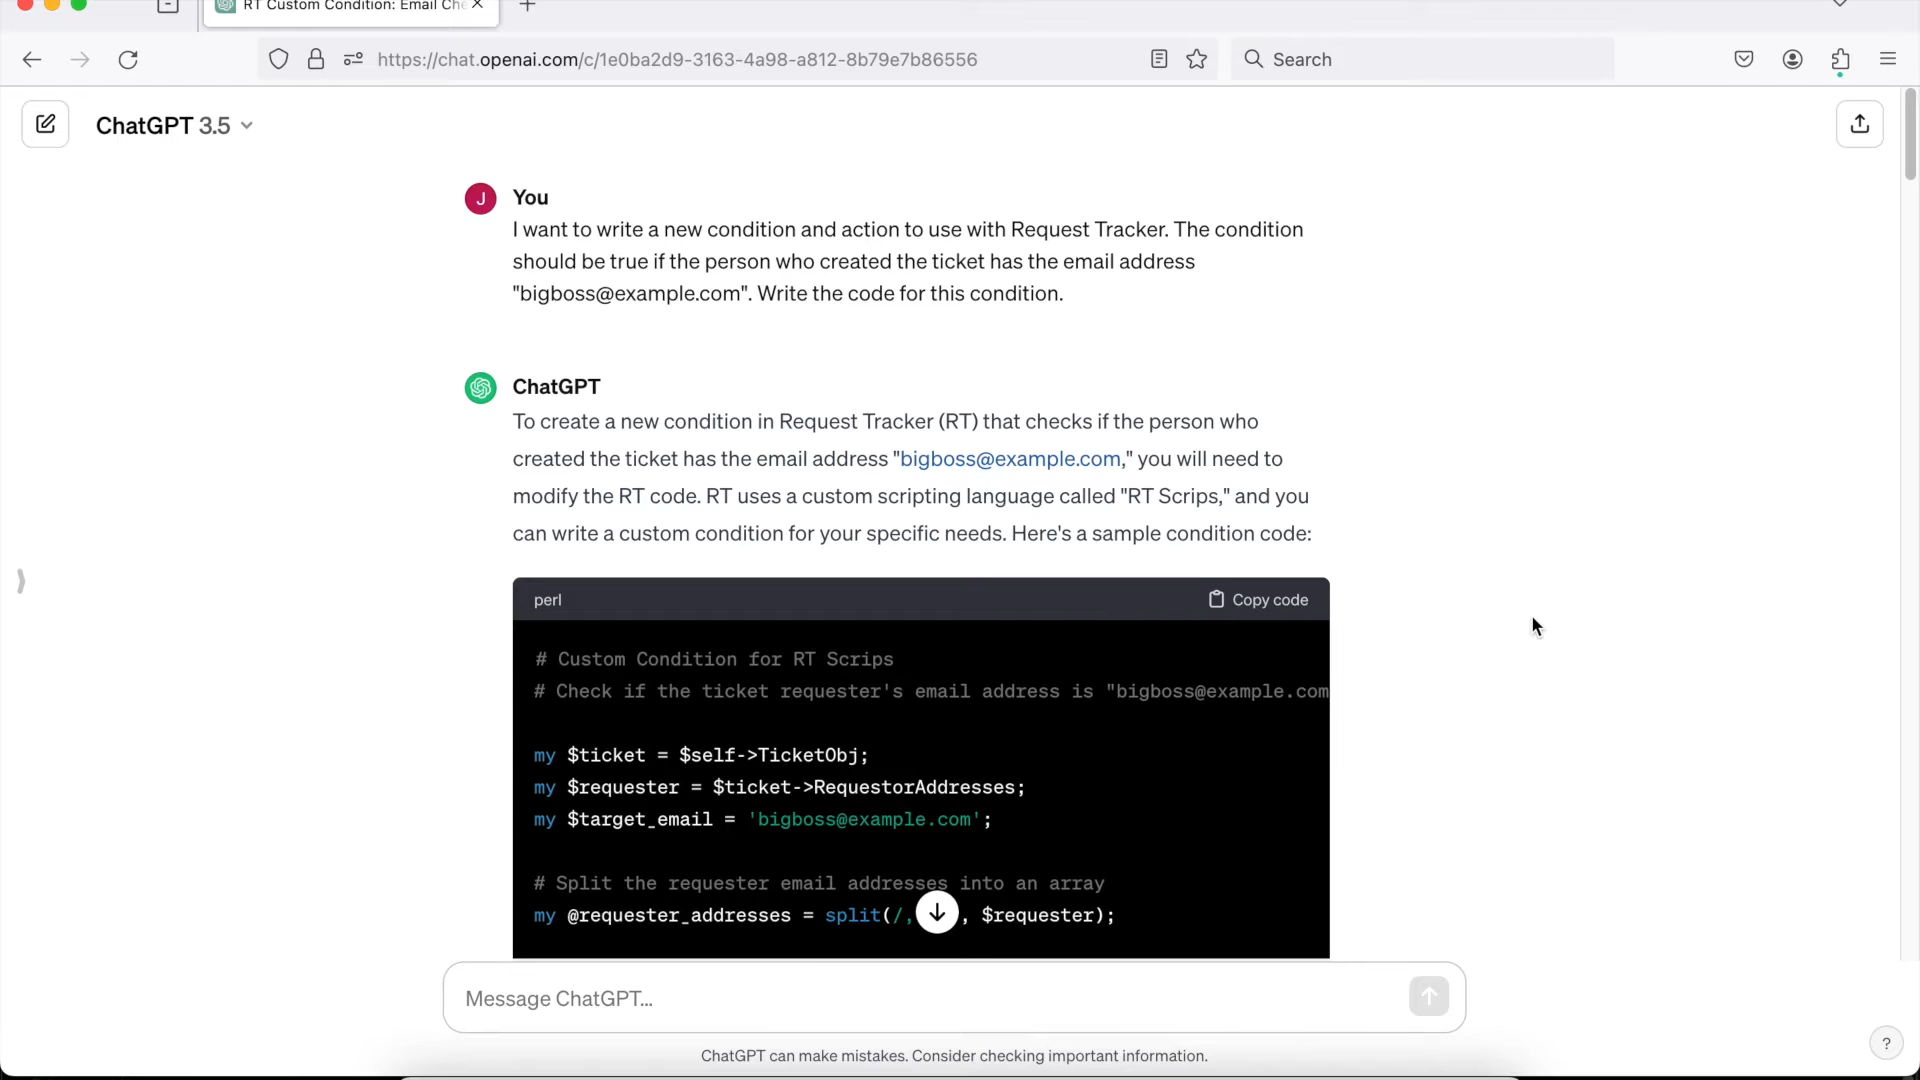 RT Custom Condition: Email Che
https://chat.openai.com/c/1e0ba2d9-3163-4a98-a812-8b79e7b86556
Search
ChatGPT 3.5
J
You
I want to write a new condition and action to use with Request Tracker. The condition
should be true if the person who created the ticket has the email address
"bigboss@example.com". Write the code for this condition.
ChatGPT
To create a new condition in Request Tracker (RT) that checks if the person who
created the ticket has the email address "bigboss@example.com," you will need to
modify the RT code. RT uses a custom scripting language called "RT Scrips," and you
can write a custom condition for your specific needs. Here's a sample condition code:
perl
Copy code
# Custom Condition for RT Scrips
# Check if the ticket requester's email address is "bigboss@example.com
my $ticket = $self->TicketObj;
my $requester = $ticket->RequestorAddresses;
my $target_email = 'bigboss@example.com';
# Split the requester email addresses into an array
my @requester_addresses = split(/, , $requester);
Message ChatGPT...
ChatGPT can make mistakes. Consider checking important information.
?